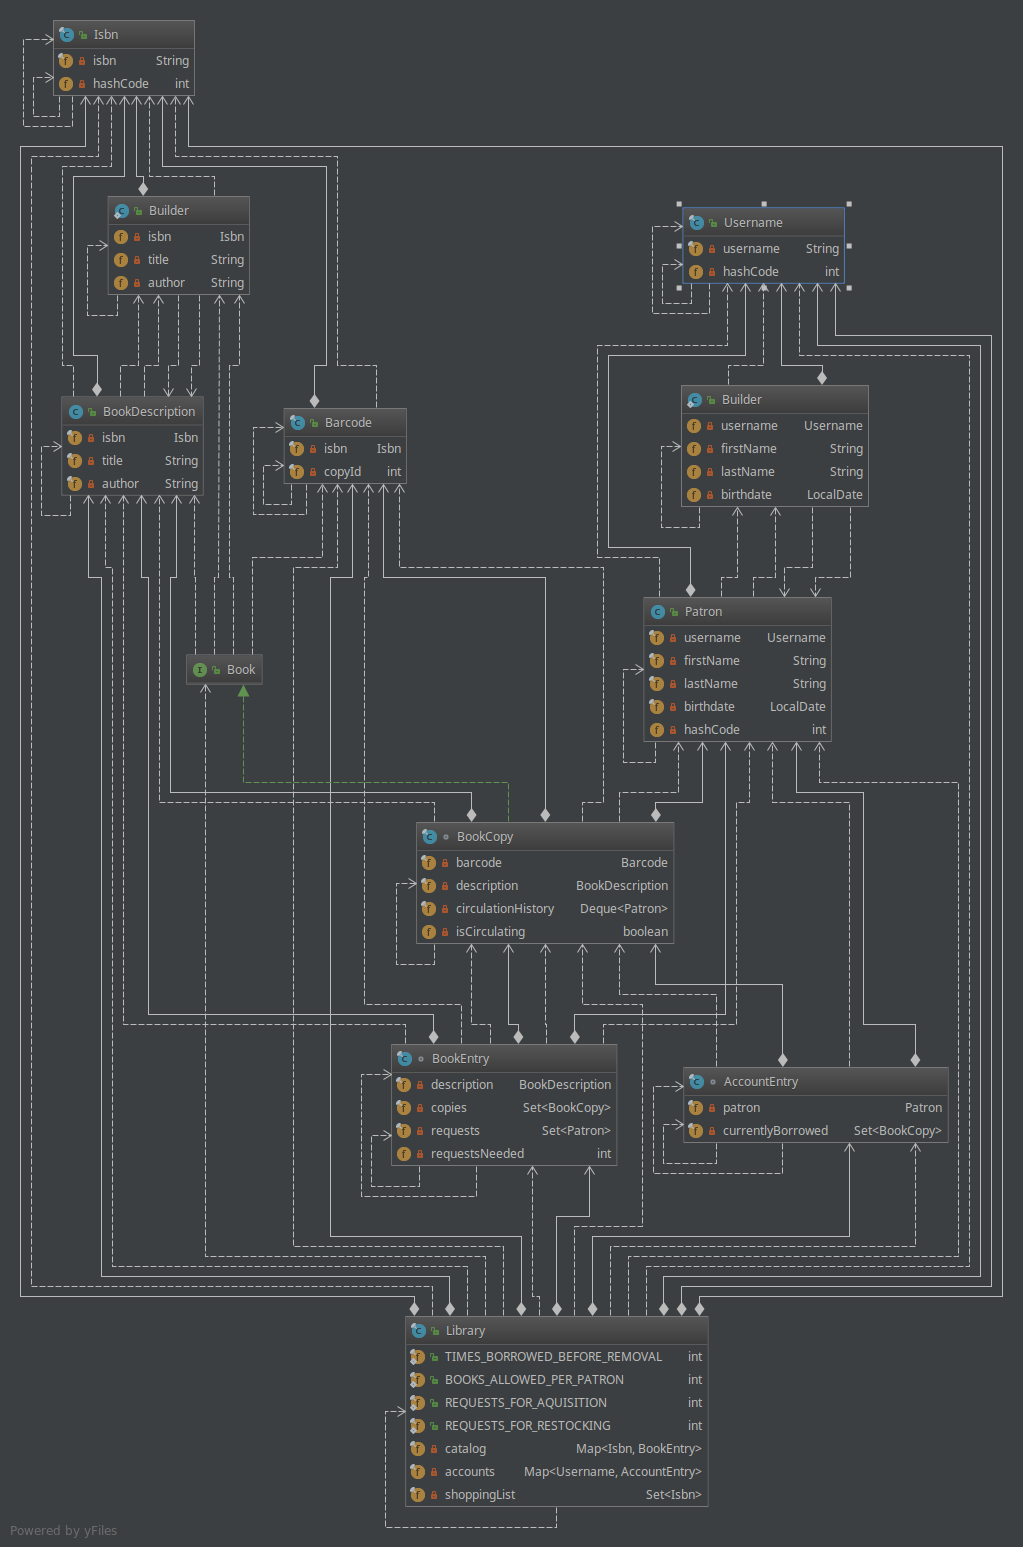 Isbn
isbn String
hashCode int
Builder
isbn Isbn
title String
author String
Username
username String
hashCode int
BookDescription
isbn Isbn
title String
author String
Barcode
isbn Isbn
copyId int
Builder
username Username
firstName String
lastName String
birthdate LocalDate
Book
Patron
username Username
firstName String
lastName String
birthdate LocalDate
hashCode int
BookCopy
barcode Barcode
description BookDescription
circulationHistory Deque<Patron>
isCirculating boolean
BookEntry
description BookDescription
copies Set<BookCopy>
requests Set<Patron>
requestsNeeded int
AccountEntry
patron Patron
currentlyBorrowed Set<BookCopy>
Library
TIMES_BORROWED_BEFORE_REMOVAL int
BOOKS_ALLOWED_PER_PATRON int
REQUESTS_FOR_AQUISITION int
REQUESTS_FOR_RESTOCKING int
catalog Map<Isbn, BookEntry>
accounts Map<Username, AccountEntry>
shoppingList Set<Isbn>
Powered by yFiles